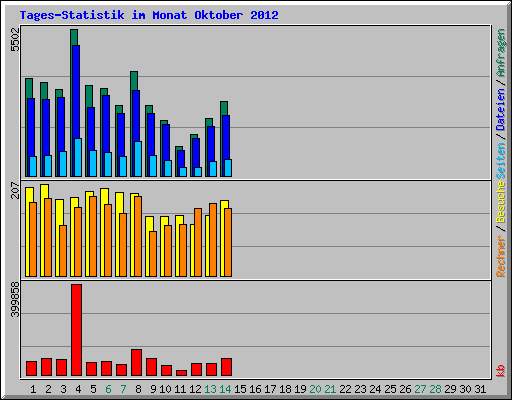 Tages-Statistik im Monat Oktober 2012
5502
207
399858
Seiten / Dateien / Anfragen
Rechner / Besuche
kb
1 2 3 4 5 6 7 8 9 10 11 12 13 14 15 16 17 18 19 20 21 22 23 24 25 26 27 28 29 30 31